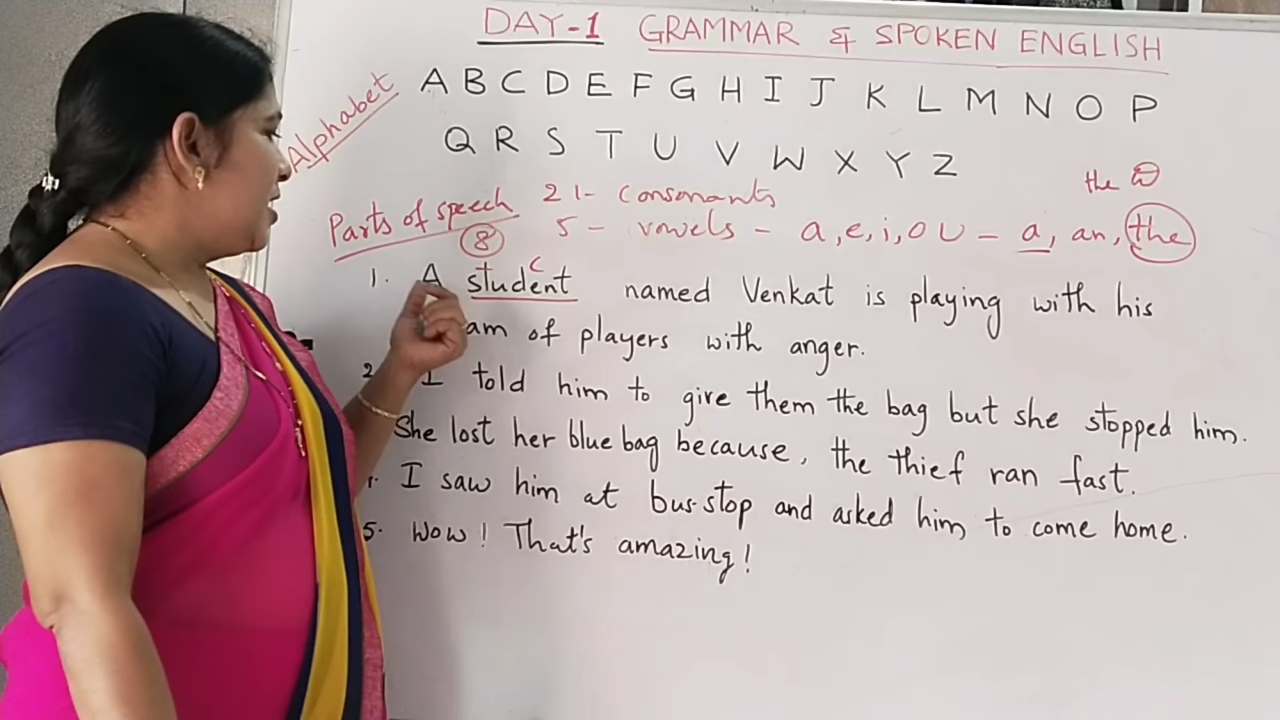 DAY-1 GRAMMAR & SPOKEN ENGLISH
Alphabet
A B C D E F G H I J K L M N O P
Q R S T U V W X Y Z
the
Parts of speech 21- consonants
8 5 - vowels - a, e, i, o u - a, an, the
C
1. A student named Venkat is playing with his
am of players with anger.
2. I told him to give them the bag but she stopped him.
She lost her blue bag because, the thief ran fast.
I saw him at bus-stop and asked him to come home.
5. Wow! That's amazing!